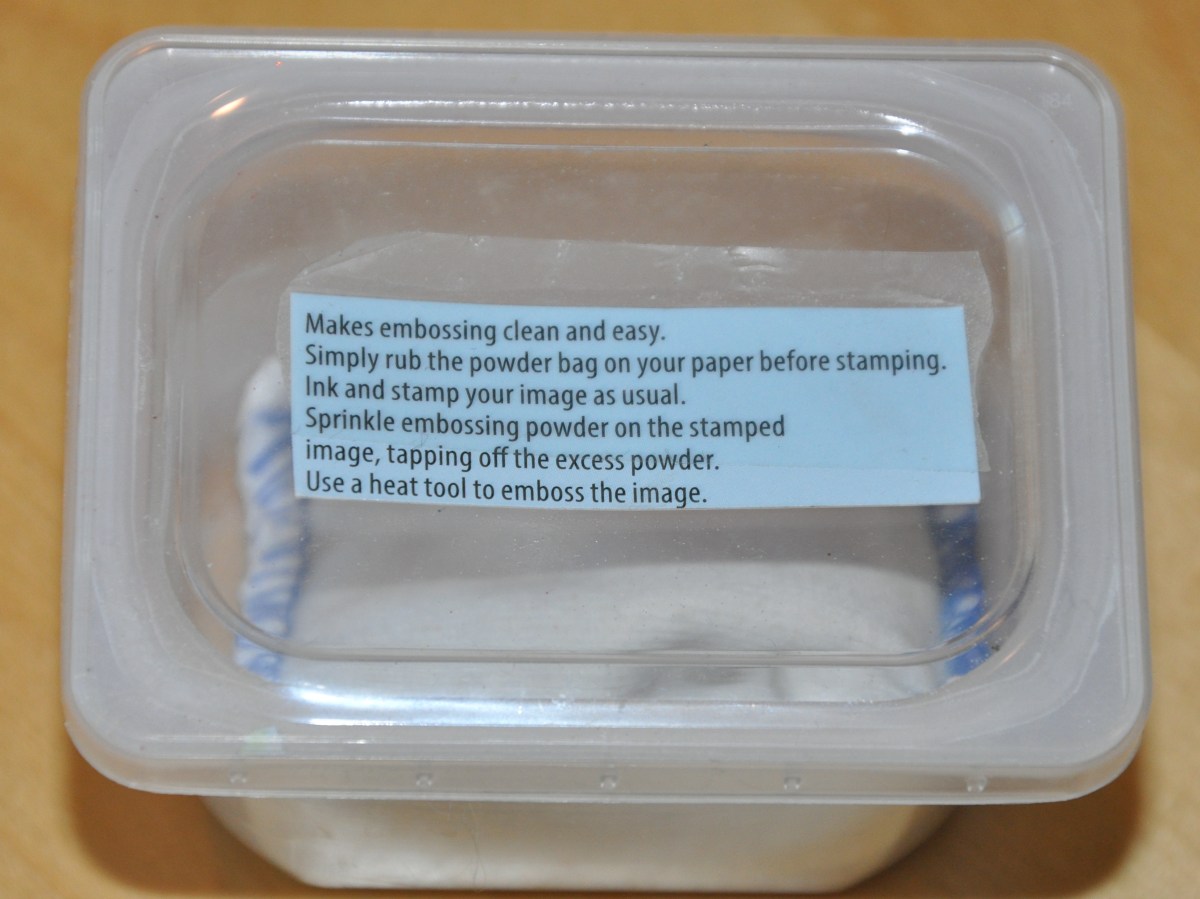 Makes embossing clean and easy.
Simply rub the powder bag on your paper before stamping.
Ink and stamp your image as usual.
Sprinkle embossing powder on the stamped
image, tapping off the excess powder.
Use a heat tool to emboss the image.